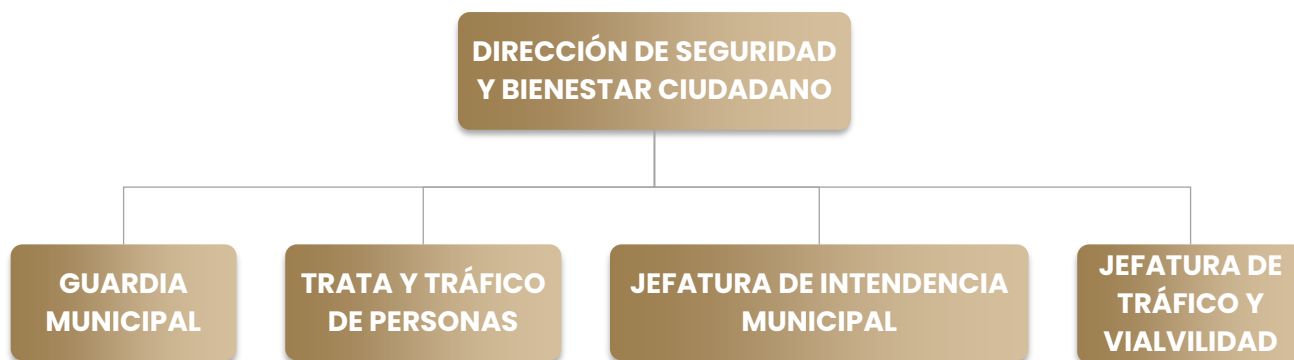 DIRECCIÓN DE SEGURIDAD
Y BIENESTAR CIUDADANO
GUARDIA
MUNICIPAL
TRATA Y TRÁFICO
DE PERSONAS
JEFATURA DE INTENDENCIA
MUNICIPAL
JEFATURA DE
TRÁFICO Y
VIALVILIDAD